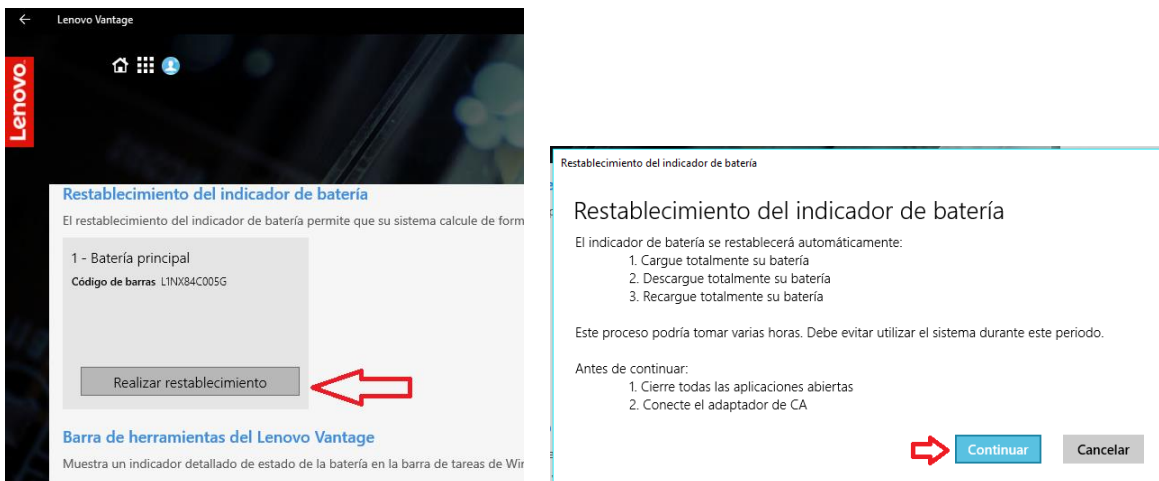 Lenovo Vantage
Lenovo.
Restablecimiento del indicador de batería
El restablecimiento del indicador de batería permite que su sistema calcule de form
1 - Batería principal
Código de barras L1NX84C005G
Realizar restablecimiento
Barra de herramientas del Lenovo Vantage
Muestra un indicador detallado de estado de la batería en la barra de tareas de Wir
Restablecimiento del indicador de batería
Restablecimiento del indicador de batería
El indicador de batería se restablecerá automáticamente:
1. Cargue totalmente su batería
2. Descargue totalmente su batería
3. Recargue totalmente su batería
Este proceso podría tomar varias horas. Debe evitar utilizar el sistema durante este periodo.
Antes de continuar:
1. Cierre todas las aplicaciones abiertas
2. Conecte el adaptador de CA
Continuar
Cancelar